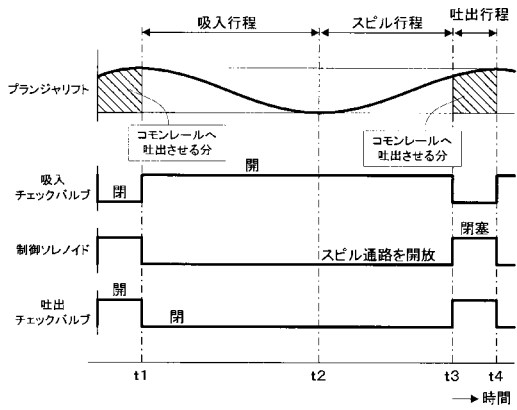 吸入行程
スピル行程
吐出行程
プランジャリフト
コモンレールへ
吐出させる分
コモンレールへ
吐出させる分
吸入
チェックバルブ
閉
開
制御ソレノイド
スピル通路を開放
閉塞
吐出
チェックバルブ
開
閉
t1
t2
t3
t4
時間